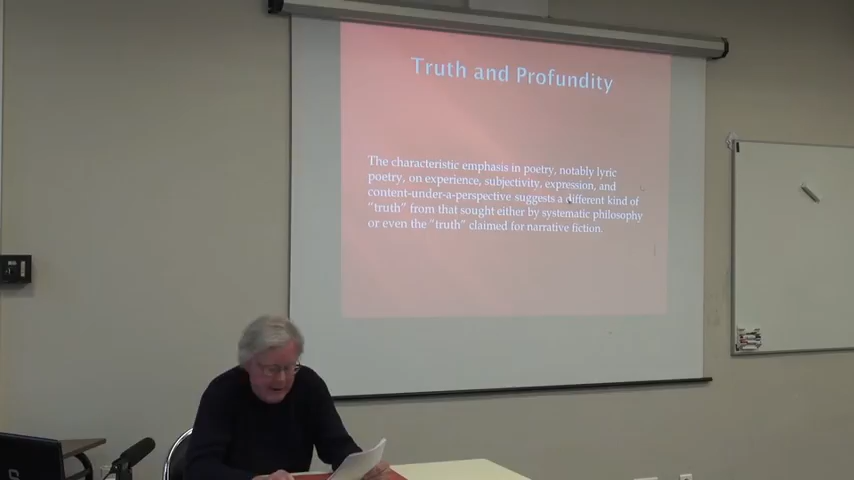 Truth and Profundity
The characteristic emphasis in poetry, notably lyric
poetry, on experience, subjectivity, expression, and
content-under-a-perspective suggests a different kind of
“truth” from that sought either by systematic philosophy
or even the “truth” claimed for narrative fiction.